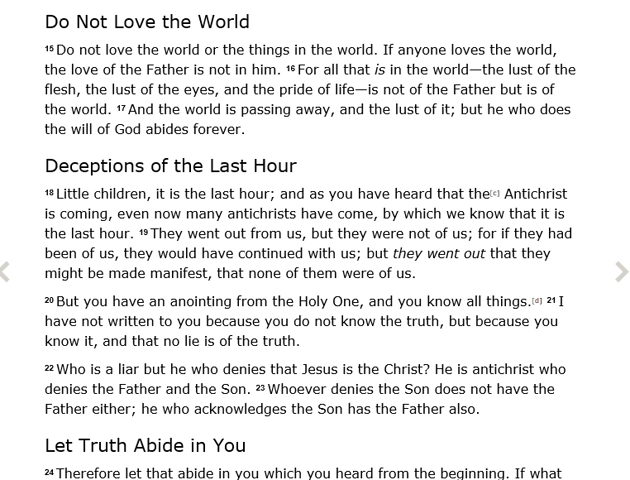 Do Not Love the World
15 Do not love the world or the things in the world. If anyone loves the world,
the love of the Father is not in him. 16 For all that is in the world—the lust of the
flesh, the lust of the eyes, and the pride of life—is not of the Father but is of
the world. 17 And the world is passing away, and the lust of it; but he who does
the will of God abides forever.
Deceptions of the Last Hour
18 Little children, it is the last hour; and as you have heard that the[c] Antichrist
is coming, even now many antichrists have come, by which we know that it is
the last hour. 19 They went out from us, but they were not of us; for if they had
been of us, they would have continued with us; but they went out that they
might be made manifest, that none of them were of us.
20 But you have an anointing from the Holy One, and you know all things.[d] 21 I
have not written to you because you do not know the truth, but because you
know it, and that no lie is of the truth.
22 Who is a liar but he who denies that Jesus is the Christ? He is antichrist who
denies the Father and the Son. 23 Whoever denies the Son does not have the
Father either; he who acknowledges the Son has the Father also.
Let Truth Abide in You
24 Therefore let that abide in you which you heard from the beginning. If what